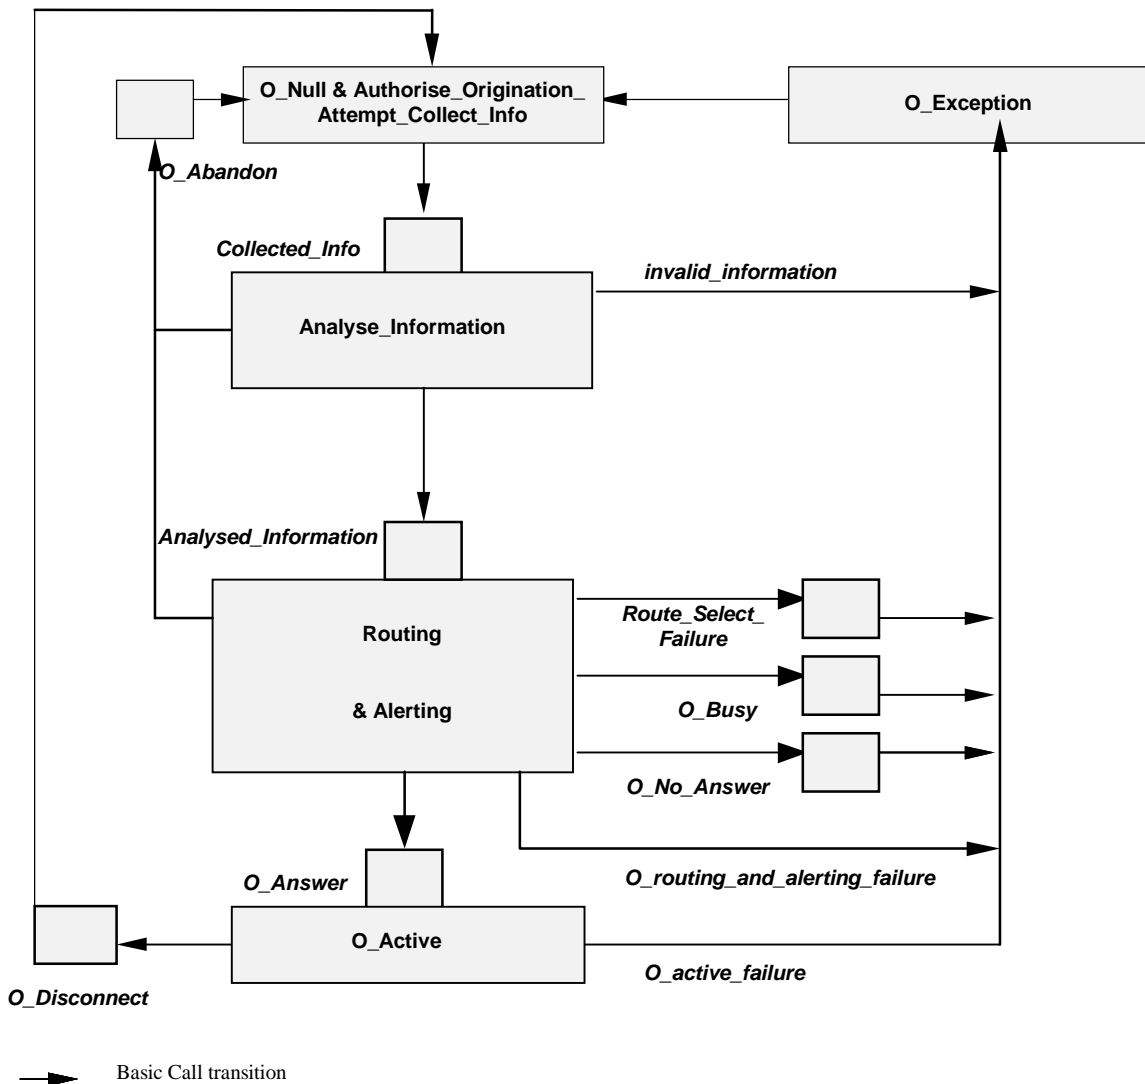 O_Null & Authorise_Origination_
Attempt_Collect_Info
O_Exception
O_Abandon
Collected_Info
invalid_information
Analyse_Information
Analysed_Information
Routing
& Alerting
Route_Select_
Failure
O_Busy
O_No_Answer
O_Answer
O_routing_and_alerting_failure
O_Active
O_active_failure
O_Disconnect
Basic Call transition